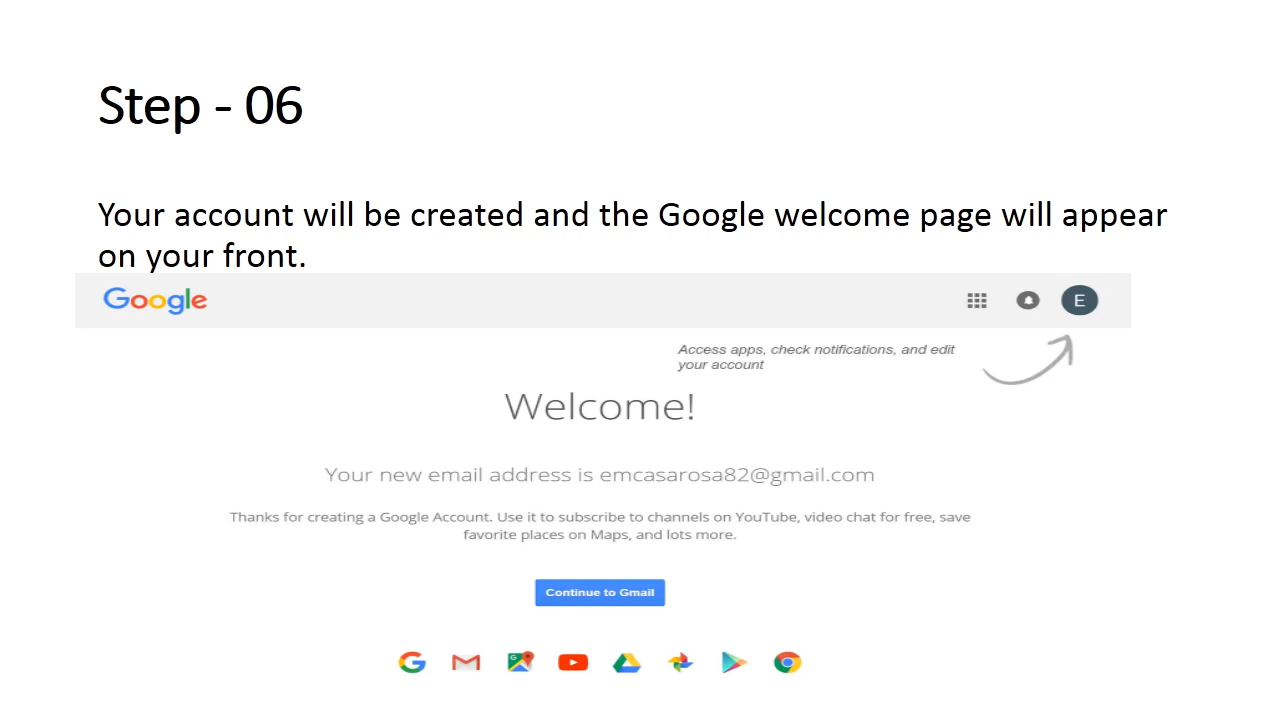 Step - 06
Your account will be created and the Google welcome page will appear
on your front.
Google
E
Access apps, check notifications, and edit
your account
Welcome!
Your new email address is emcasarosa82@gmail.com
Thanks for creating a Google Account. Use it to subscribe to channels on YouTube, video chat for free, save
favorite places on Maps, and lots more.
Continue to Gmail